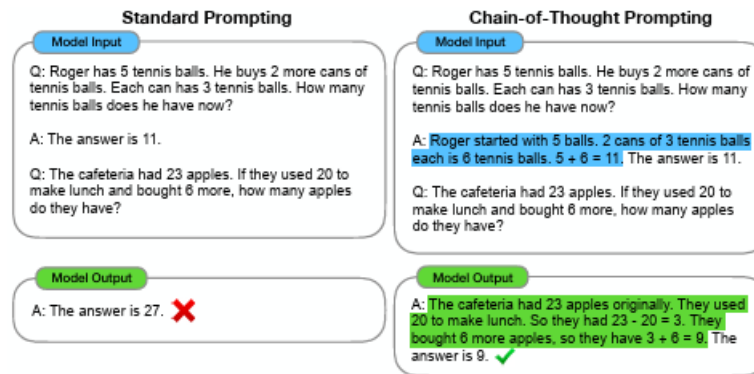 Standard Prompting
Model Input
Q: Roger has 5 tennis balls. He buys 2 more cans of
tennis balls. Each can has 3 tennis balls. How many
tennis balls does he have now?
A: The answer is 11.
Q: The cafeteria had 23 apples. If they used 20 to
make lunch and bought 6 more, how many apples
do they have?
Model Output
A: The answer is 27.
Chain-of-Thought Prompting
Model Input
Q: Roger has 5 tennis balls. He buys 2 more cans of
tennis balls. Each can has 3 tennis balls. How many
tennis balls does he have now?
A: Roger started with 5 balls. 2 cans of 3 tennis balls
each is 6 tennis balls. 5 + 6 = 11. The answer is 11.
Q: The cafeteria had 23 apples. If they used 20 to
make lunch and bought 6 more, how many apples
do they have?
Model Output
A: The cafeteria had 23 apples originally. They used
20 to make lunch. So they had 23 - 20 = 3. They
bought 6 more apples, so they have 3 + 6 = 9. The
answer is 9.